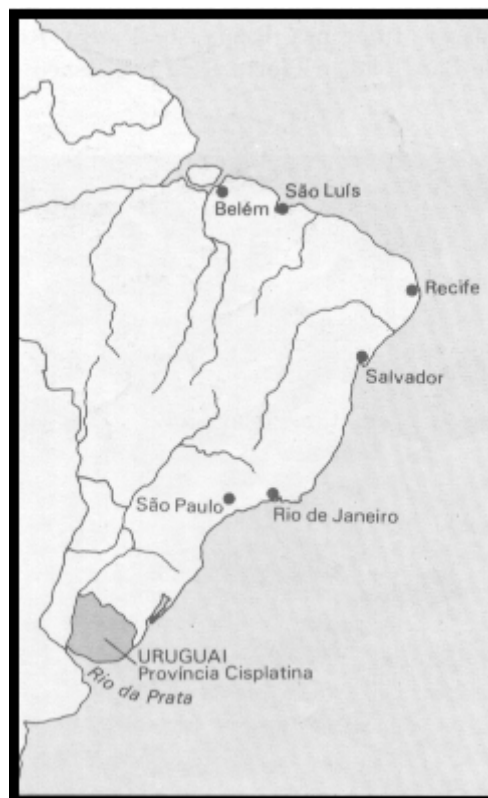 São Luís
Belém
Recife
Salvador
São Paulo
Rio de Janeiro
URUGUAI
Província Cisplatina
Rio da Prata